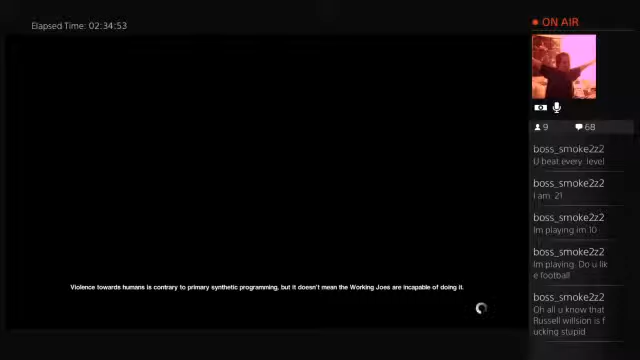 Elapsed Time: 02:34:53
ON AIR
9
68
boss_smoke2z2
U beat every level
boss_smoke2z2
I am. 21
boss_smoke2z2
Im playing im 10
boss_smoke2z2
Im playing. Do u lik
e football
boss_smoke2z2
Oh all u know that
Russell willsion is f
ucking stupid
Violence towards humans is contrary to primary synthetic programming, but it doesn't mean the Working Joes are incapable of doing it.